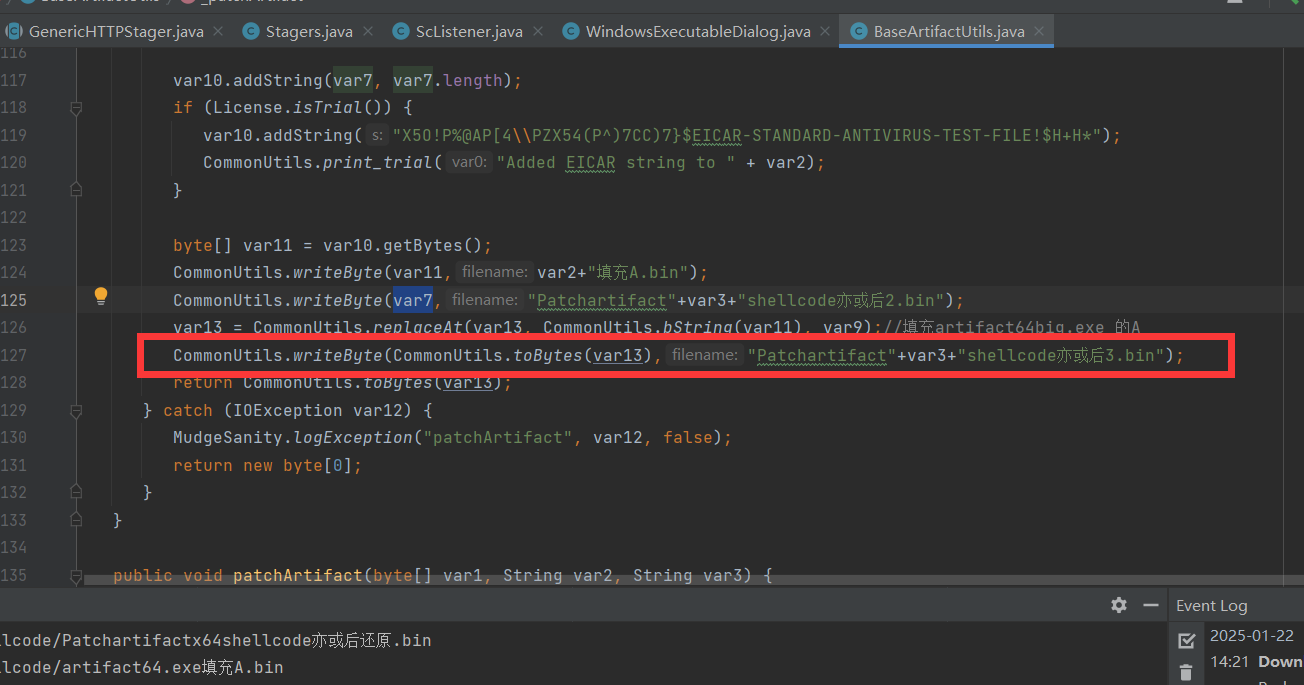 GenericHTTPStager.java Stagers.java ScListener.java WindowsExecutableDialog.java BaseArtifactUtils.java
116
117 var10.addString(var7, var7.length);
118 if (License.isTrial()) {
119 var10.addString( s: "X5O!P%@AP[4\\PZX54(P^)7CC)7}$EICAR-STANDARD-ANTIVIRUS-TEST-FILE!$H+H*");
120 CommonUtils.print_trial( var0: "Added EICAR string to " + var2);
121 }
122
123 byte[] var11 = var10.getBytes();
124 CommonUtils.writeByte(var11, filename: var2+"填充A.bin");
125 CommonUtils.writeByte(var7, filename: "Patchartifact"+var3+"shellcode亦或后2.bin");
126 var13 = CommonUtils.replaceAt(var13, CommonUtils.bString(var11), var9);//填充artifact64big.exe 的A
127 CommonUtils.writeByte(CommonUtils.toBytes(var13), filename: "Patchartifact"+var3+"shellcode亦或后3.bin");
128 return CommonUtils.toBytes(var13);
129 } catch (IOException var12) {
130 MudgeSanity.logException("patchArtifact", var12, false);
131 return new byte[0];
132 }
133 }
134
135 public void patchArtifact(byte[] var1, String var2, String var3) {
Event Log
llcode/Patchartifactx64shellcode亦或后还原.bin
llcode/artifact64.exe填充A.bin
2025-01-22
14:21 Down